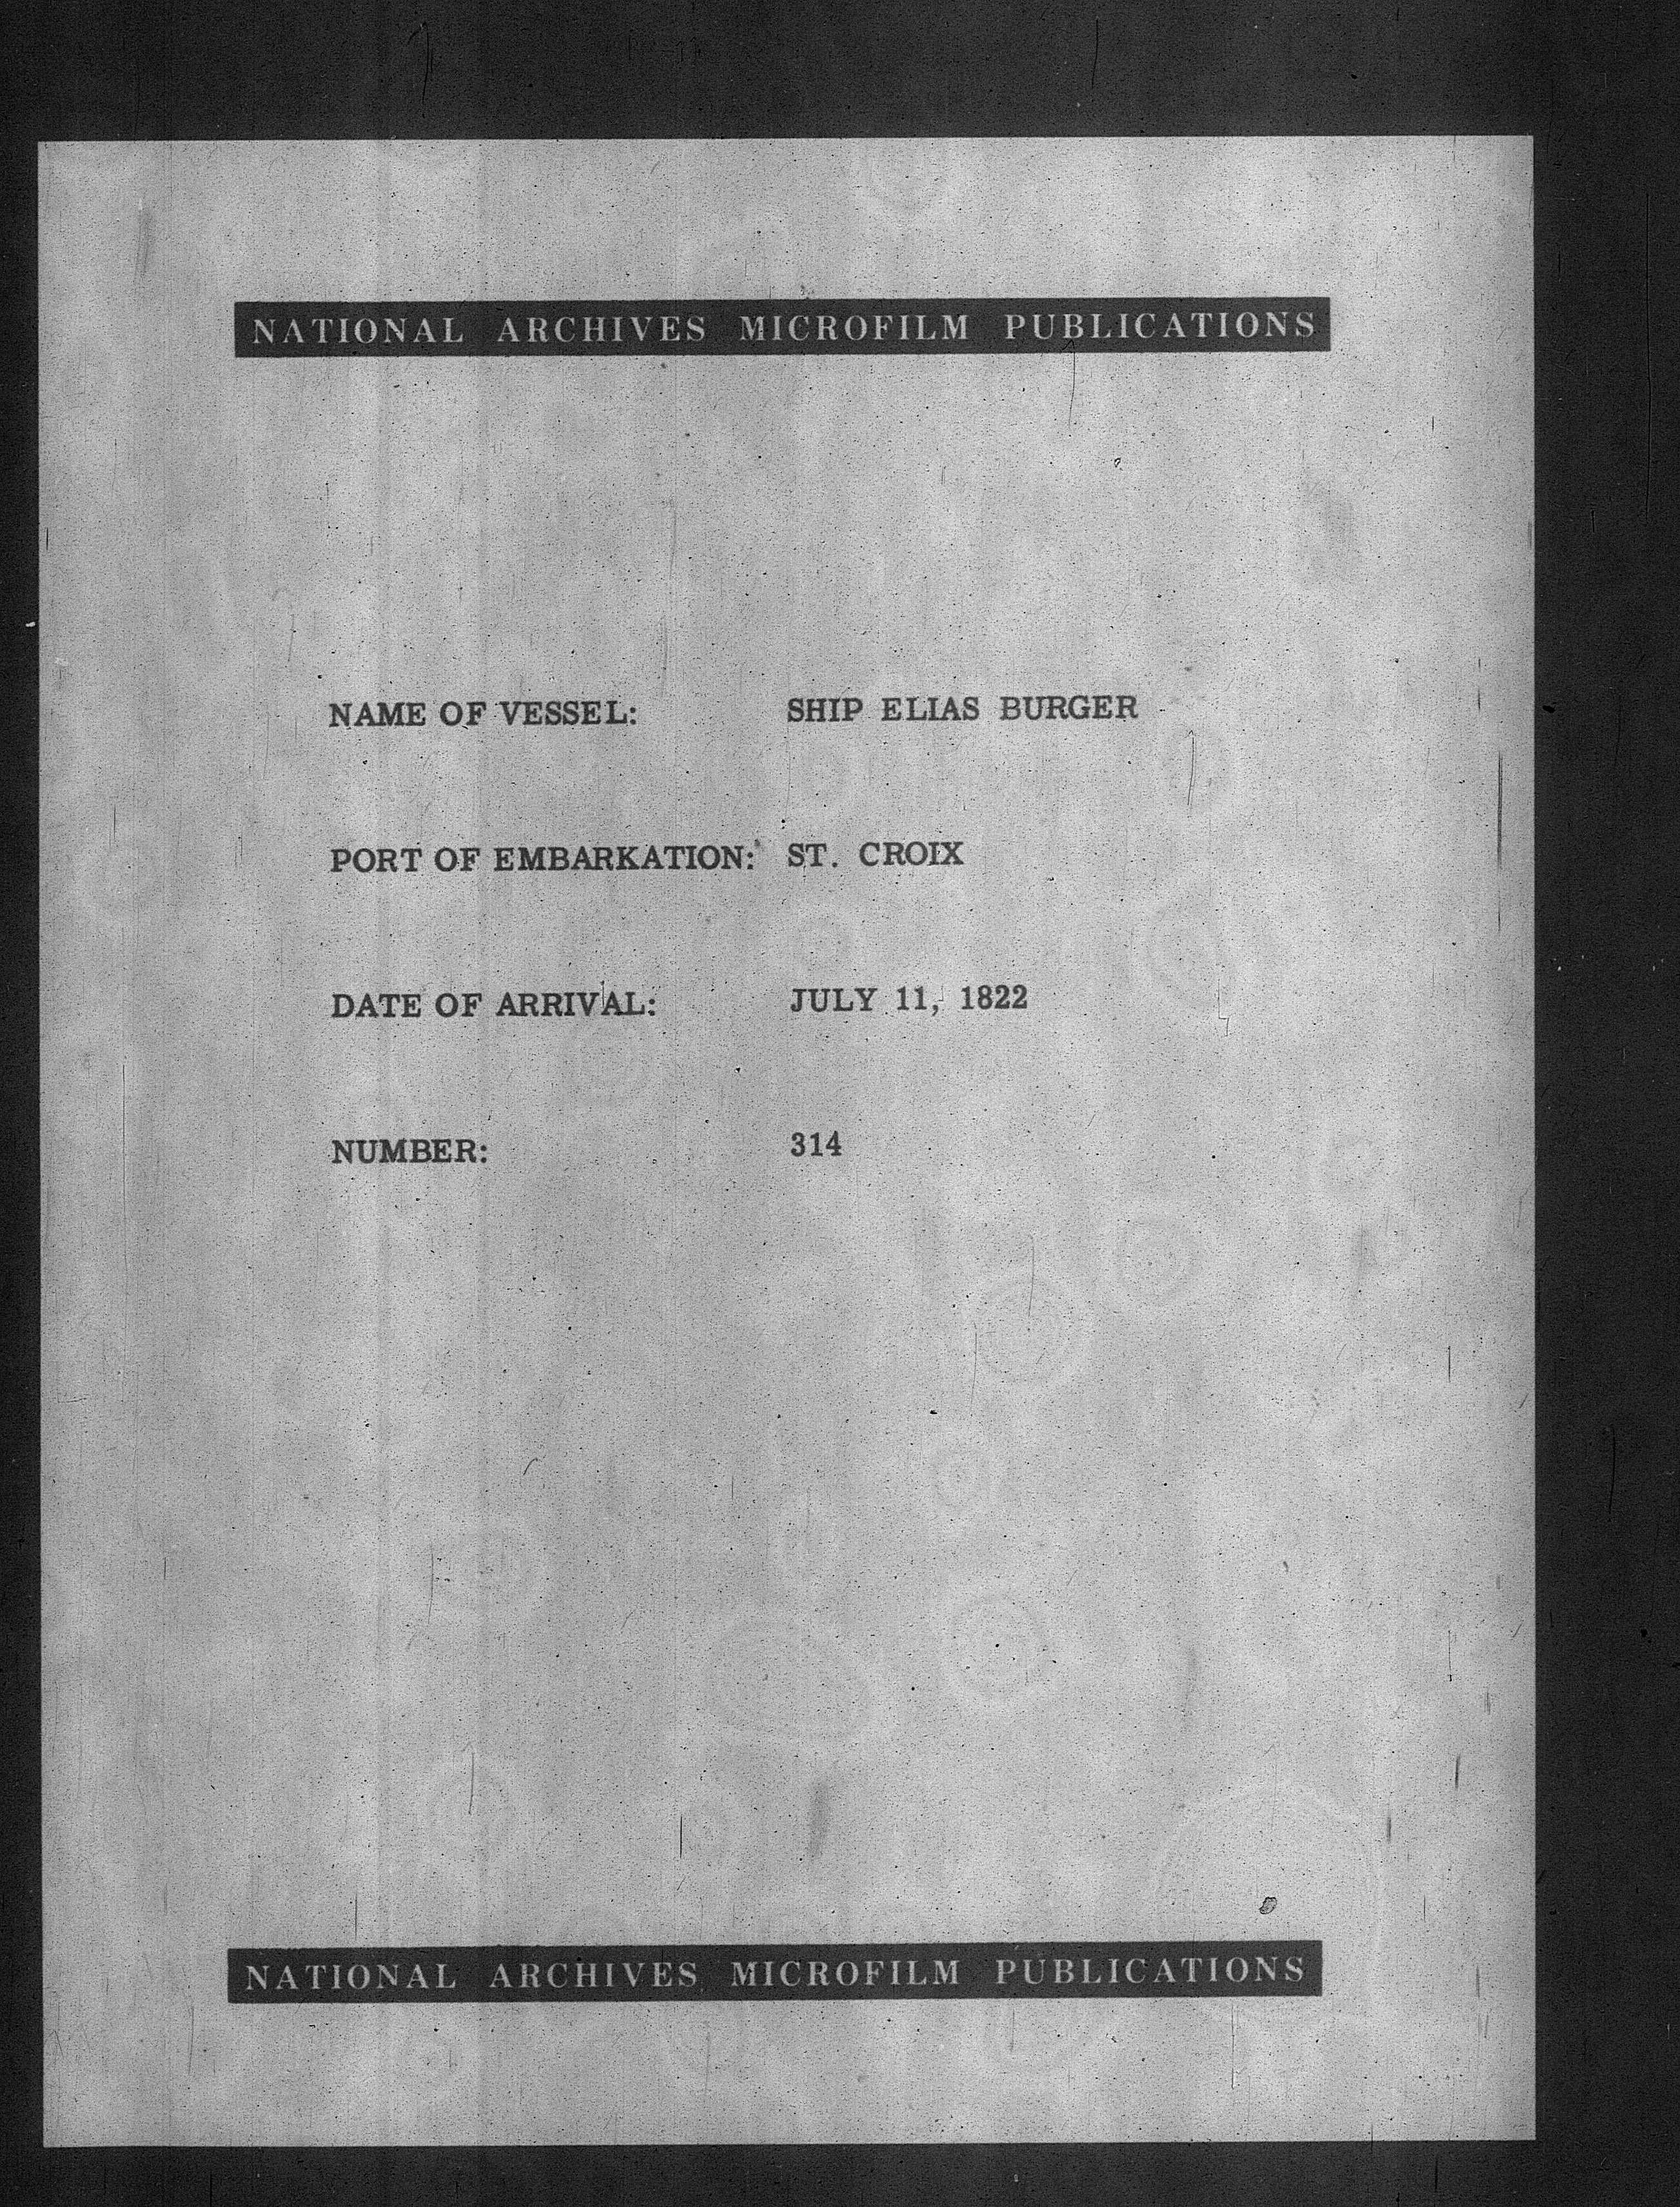 NATIONAL ARCHIVES MICROFILM PUBLICATIONS
NAME OF VESSEL: SHIP ELIAS BURGER
PORT OF EMBARKATION: ST. CROIX
DATE OF ARRIVAL: JULY 11, 1822
NUMBER: 314
NATIONAL ARCHIVES MICROFILM PUBLICATIONS